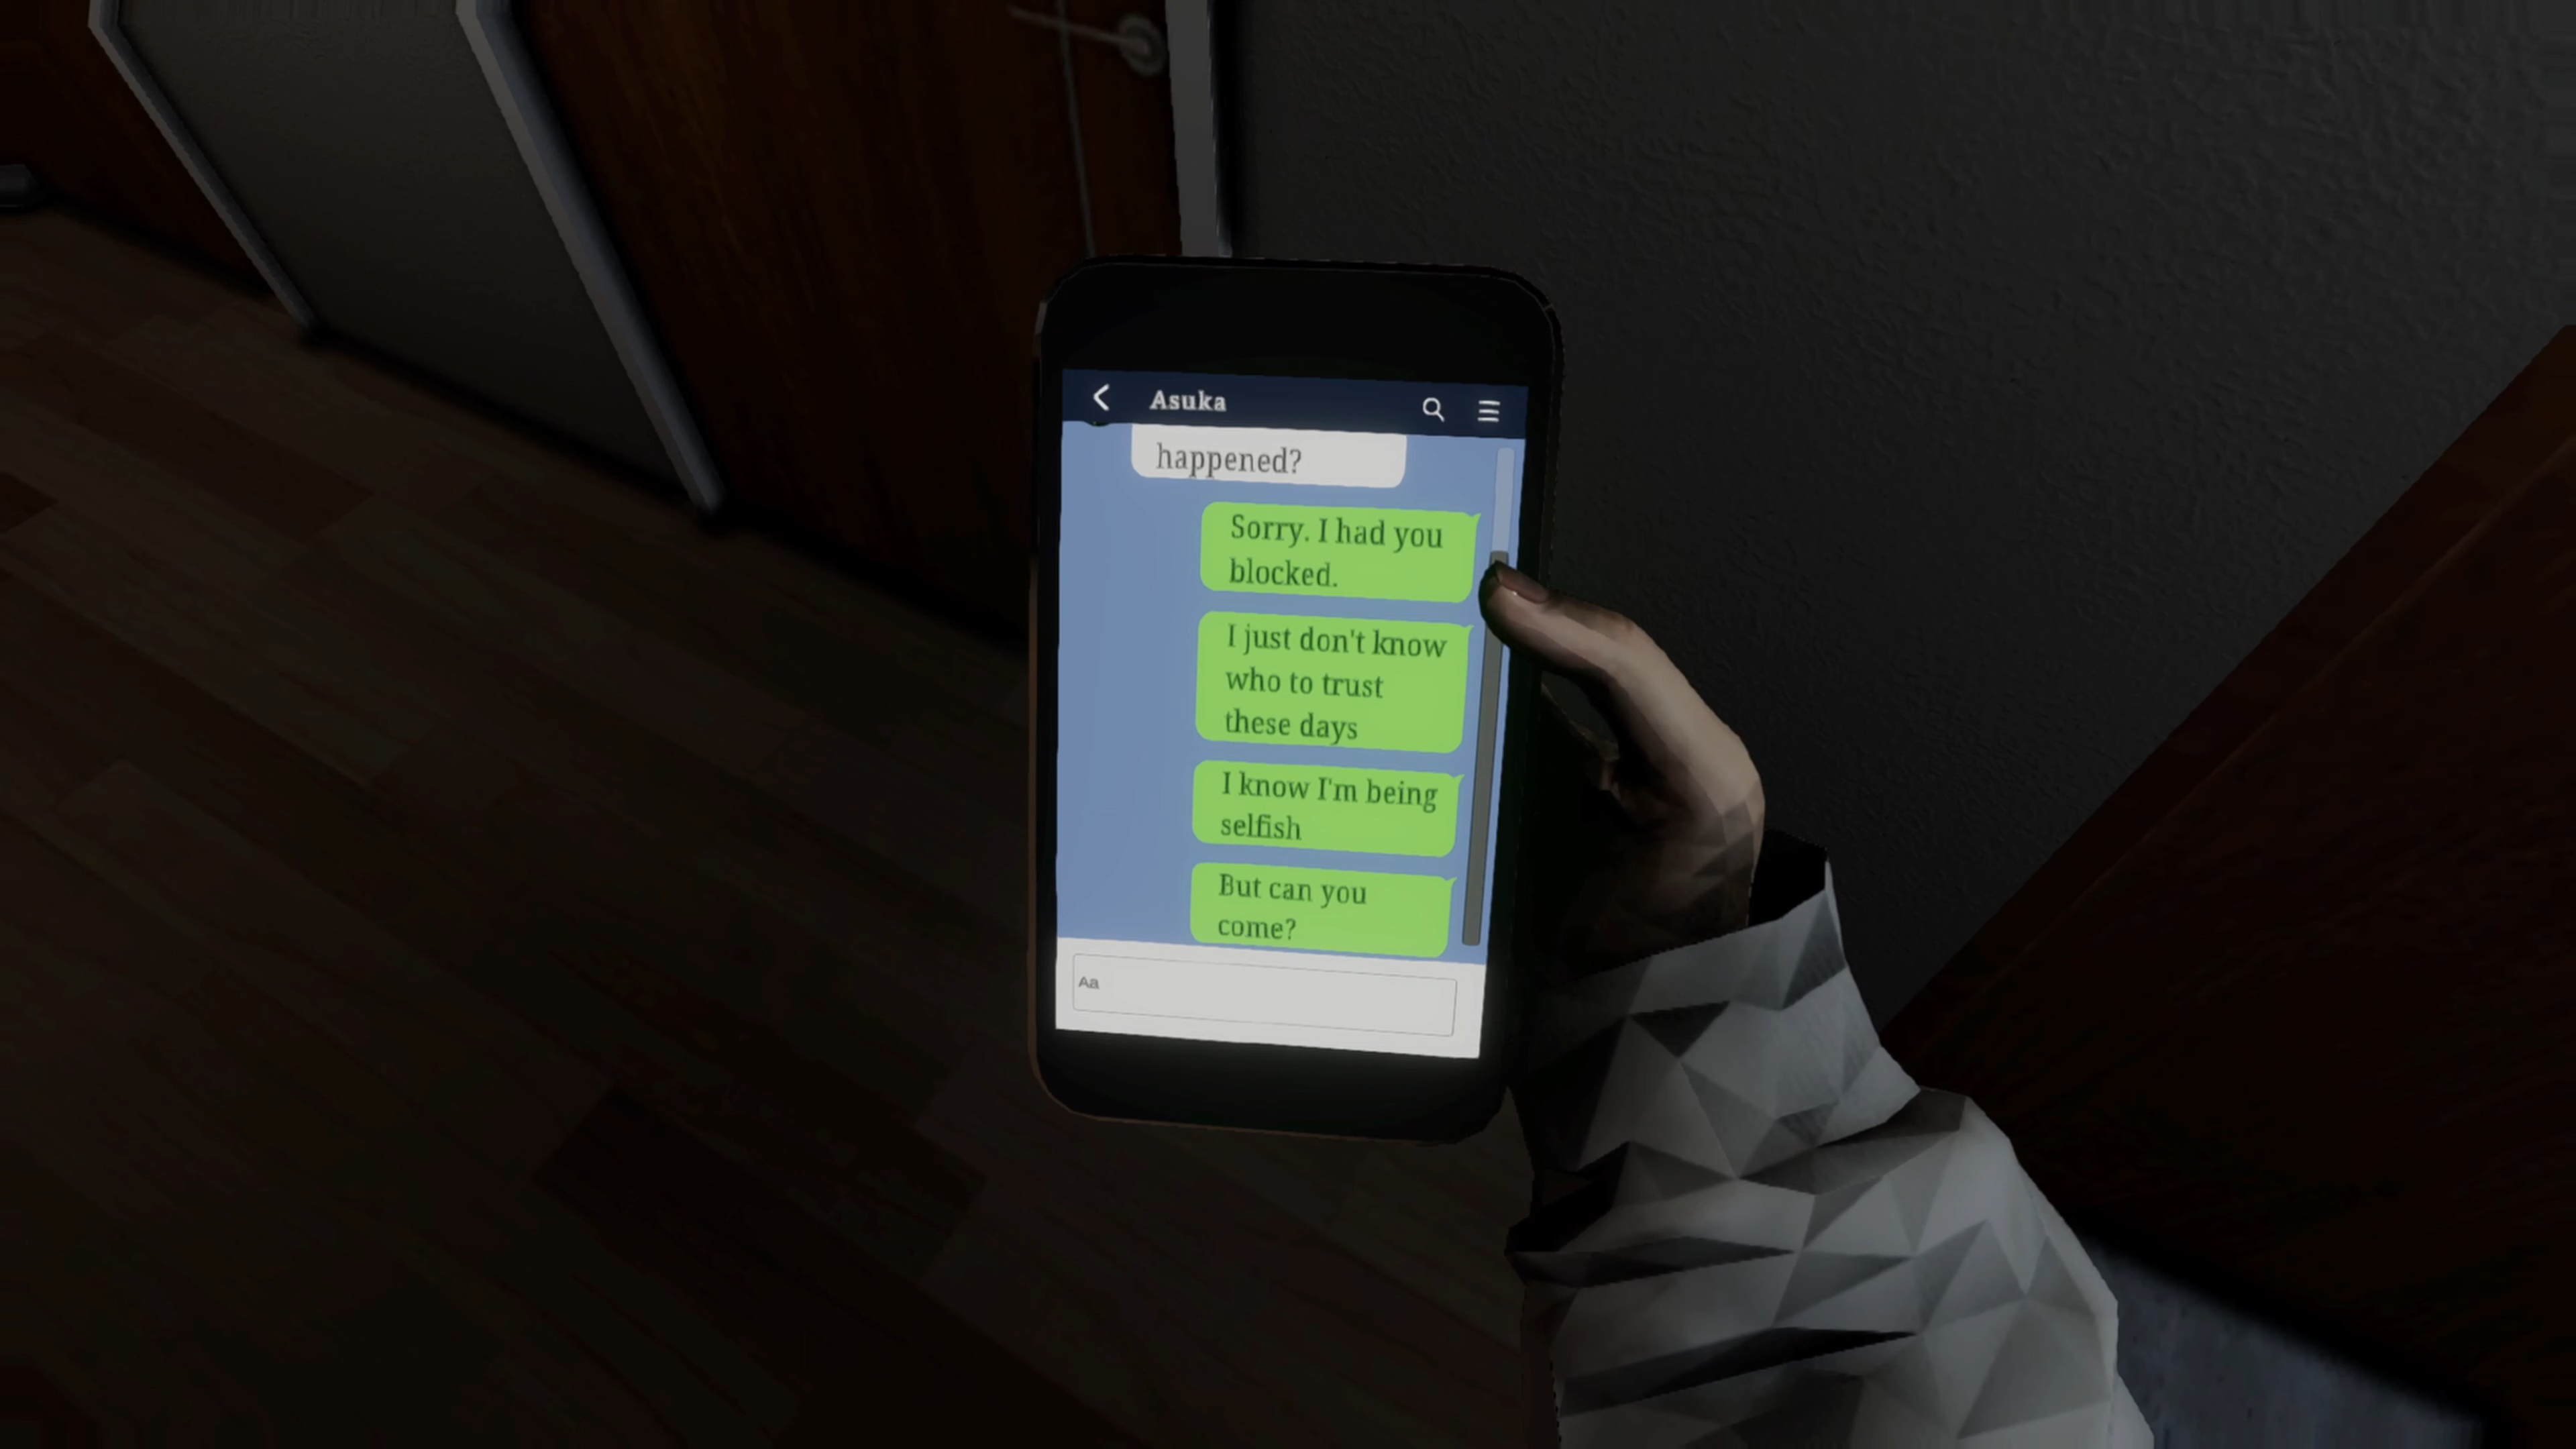 Asuka
happened?
Sorry. I had you
blocked.
I just don't know
who to trust
these days
I know I'm being
selfish
But can you
come?
Aa